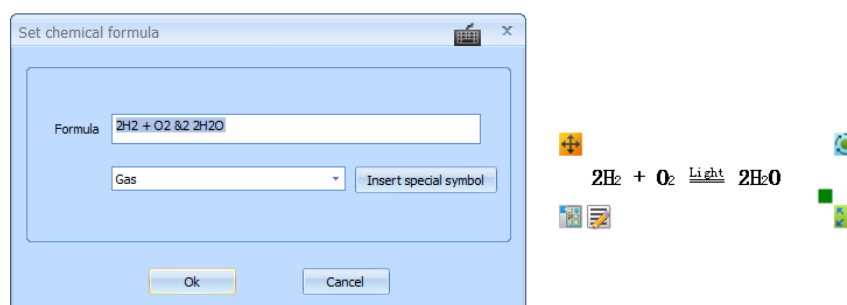 Set chemical formula
x
Formula
2H2 + O2 &2 2H2O
Gas
Insert special symbol
Ok
Cancel
2H₂ + O₂ Light 2H₂O